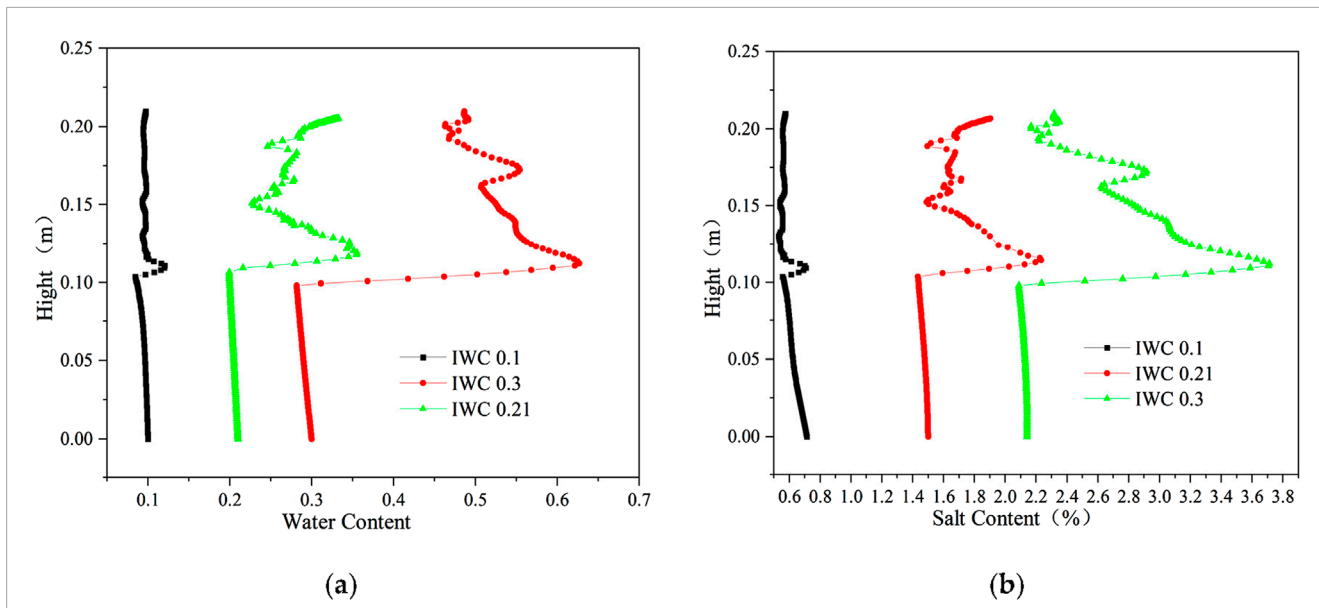 0.25
0.20
0.15
0.10
0.05
0.00
Hight（m）
IWC 0.1
IWC 0.3
IWC 0.21
0.1 0.2 0.3 0.4 0.5 0.6 0.7
Water Content
(a)
0.25
0.20
0.15
0.10
0.05
0.00
Hight（m）
IWC 0.1
IWC 0.21
IWC 0.3
0.6 0.8 1.0 1.2 1.4 1.6 1.8 2.0 2.2 2.4 2.6 2.8 3.0 3.2 3.4 3.6 3.8
Salt Content（%）
(b)